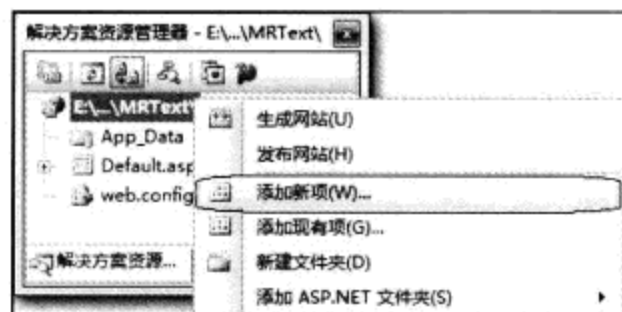 解决方案资源管理器 - E:\...\MRText\
E:\...\MRText\
App_Data
Default.asp
web.config
解决方案资源...
生成网站(U)
发布网站(H)
添加新项(W)...
添加现有项(G)...
新建文件夹(D)
添加 ASP.NET 文件夹(S)